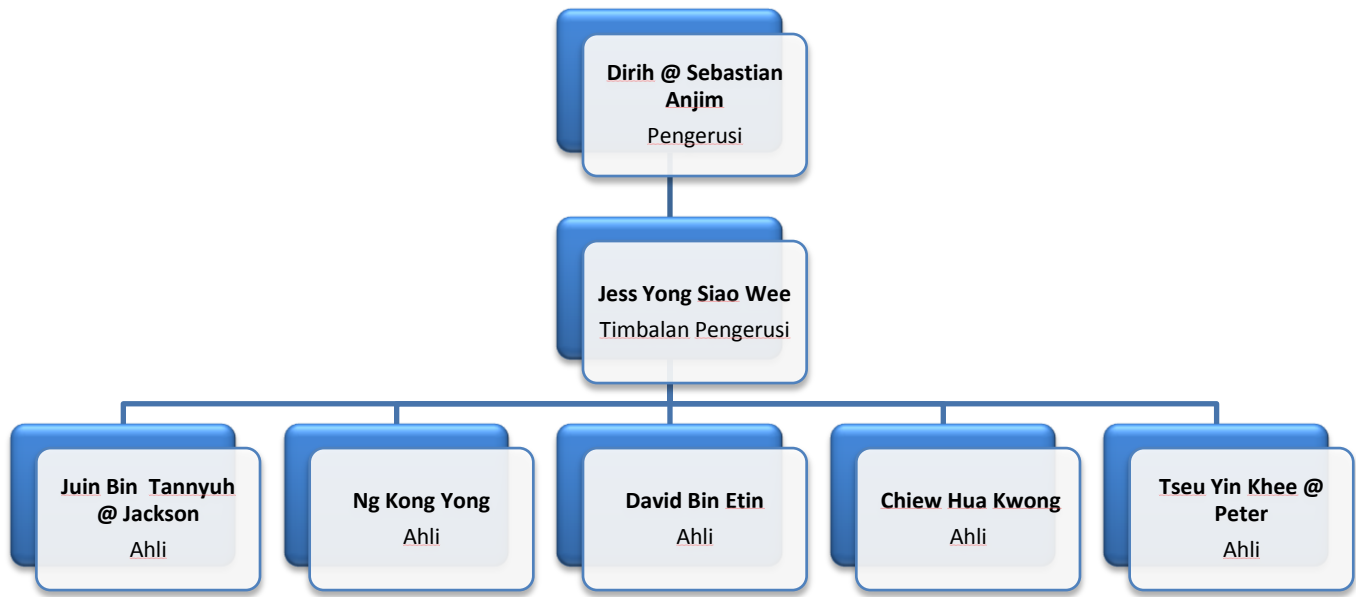 Dirih @ Sebastian
Anjim
Pengerusi
Jess Yong Siao Wee
Timbalan Pengerusi
Juin Bin Tannyuh
@ Jackson
Ahli
Ng Kong Yong
Ahli
David Bin Etin
Ahli
Chiew Hua Kwong
Ahli
Tseu Yin Khee @
Peter
Ahli